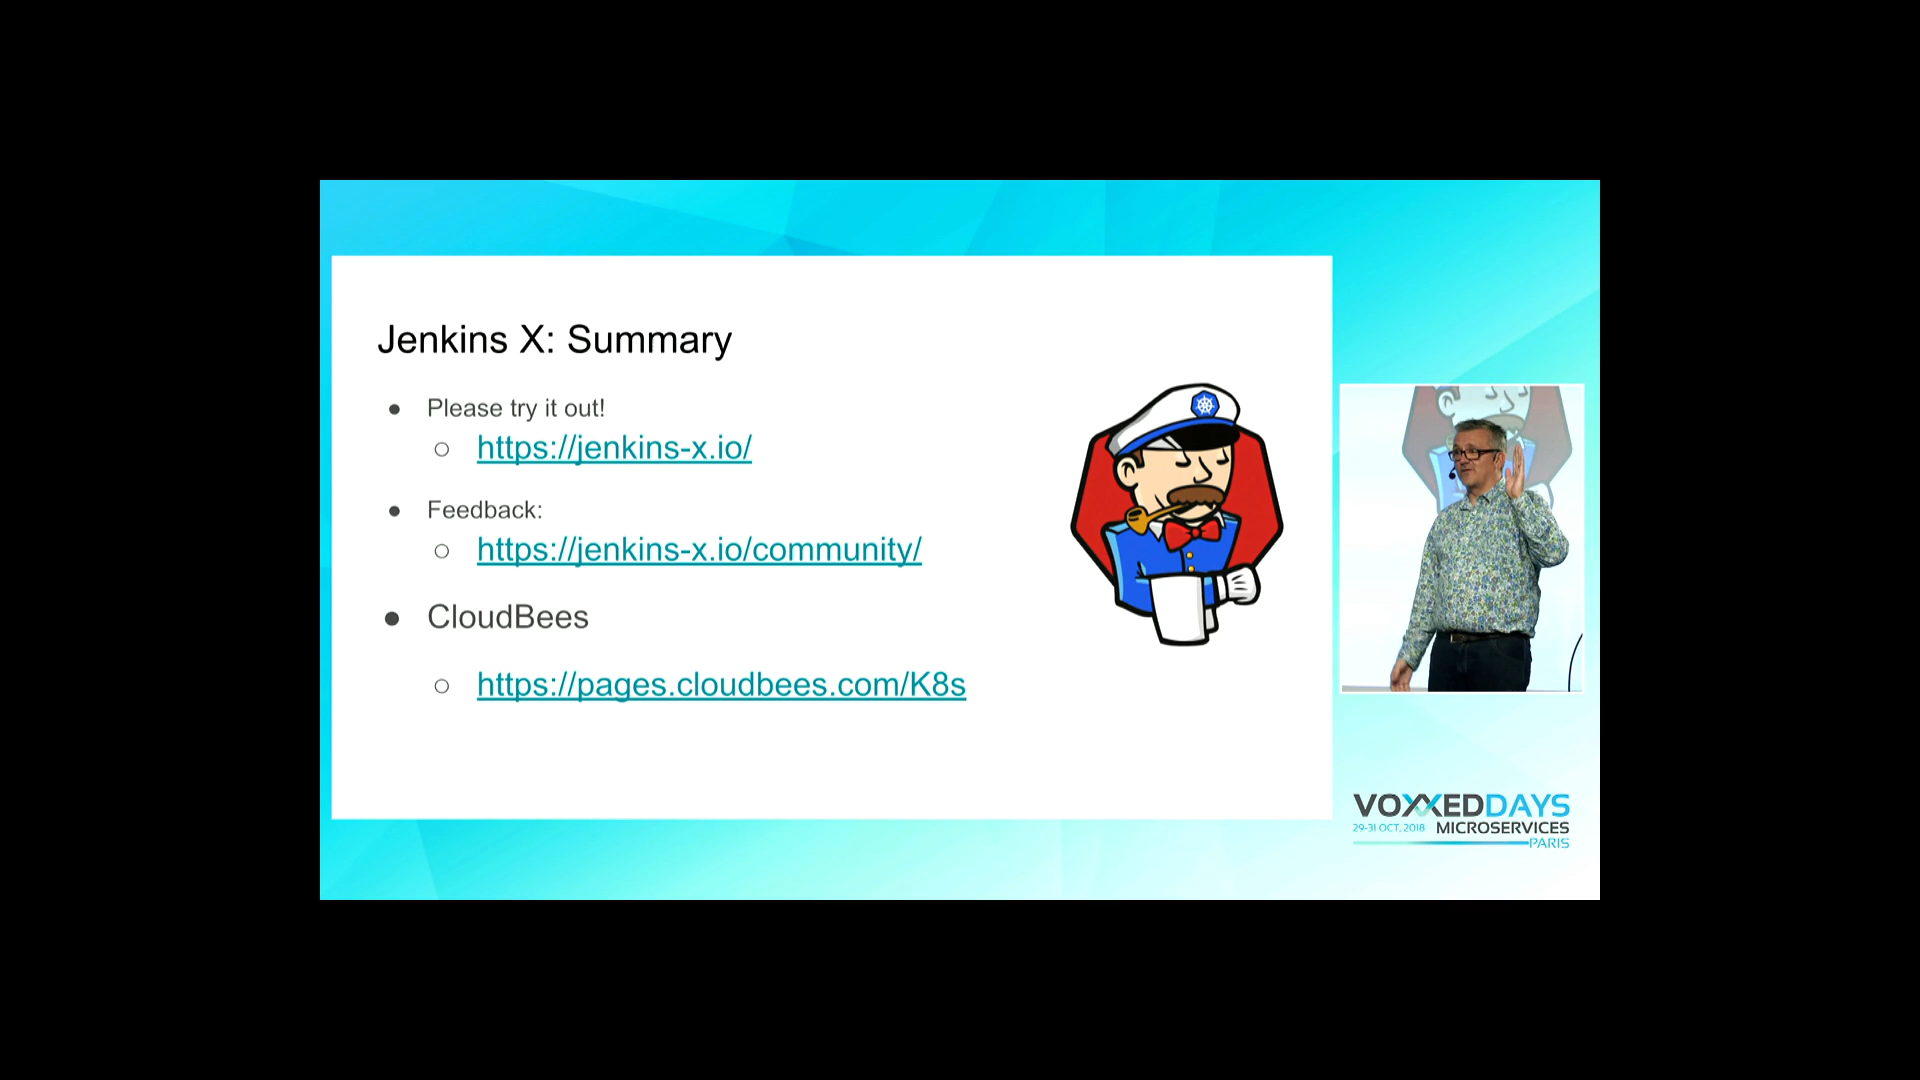 Jenkins X: Summary
Please try it out!
https://jenkins-x.io/
Feedback:
https://jenkins-x.io/community/
CloudBees
https://pages.cloudbees.com/K8s
VOXXEDDAYS
29-31 OCT. 2018 MICROSERVICES
PARIS